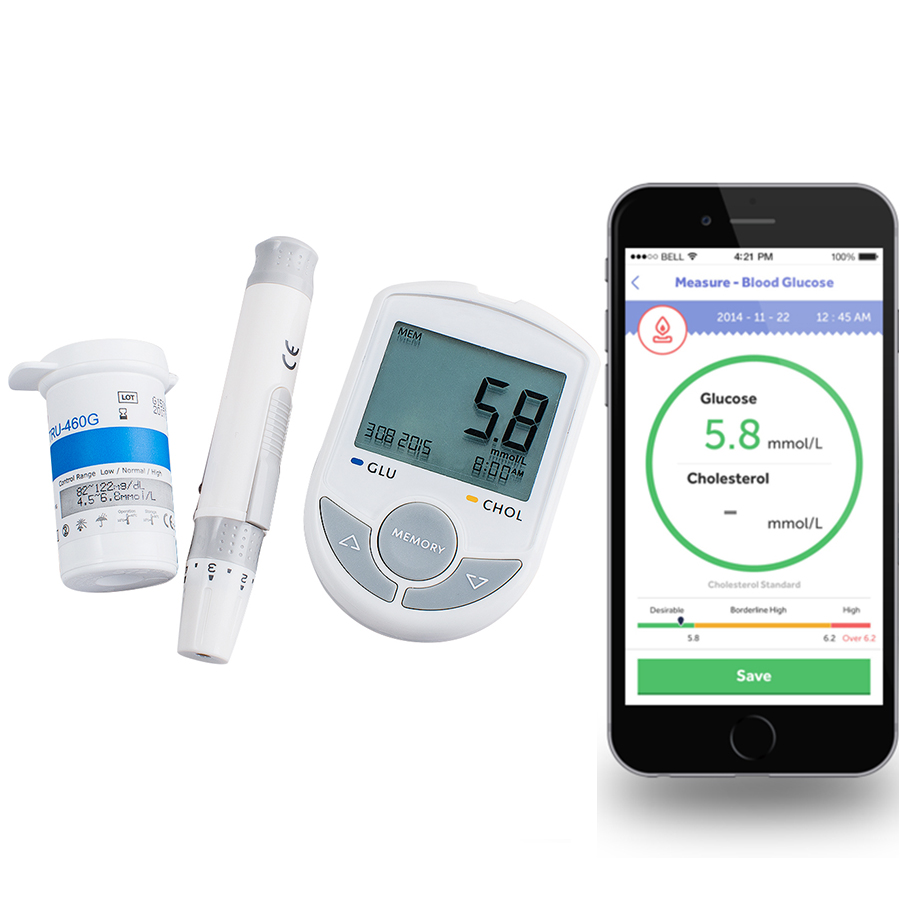 LOT
TRU-460G
Control Range Low / Normal / High
82~122mg/dL
4.5~6.8mmol/L
CE
3
2
MEM
5.8
mmol/L
308 2015
8:00AM
GLU
CHOL
MEMORY
BELL
4:21 PM
100%
Measure - Blood Glucose
2014 - 11 - 22
12 : 45 AM
Glucose
5.8 mmol/L
Cholesterol
– mmol/L
Cholesterol Standard
Desirable
Borderline High
High
5.8
6.2
Over 6.2
Save